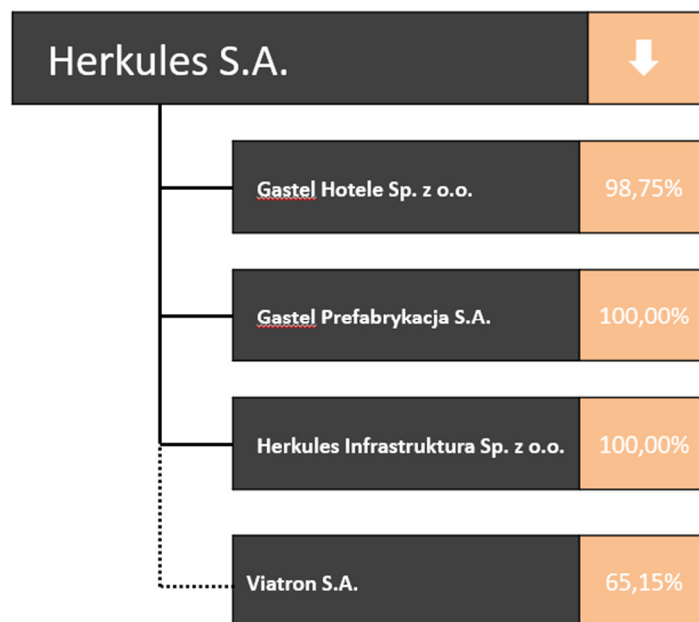 Herkules S.A.
Gastel Hotele Sp. z o.o. 98,75%
Gastel Prefabrykacja S.A. 100,00%
Herkules Infrastruktura Sp. z o.o. 100,00%
Viatron S.A. 65,15%